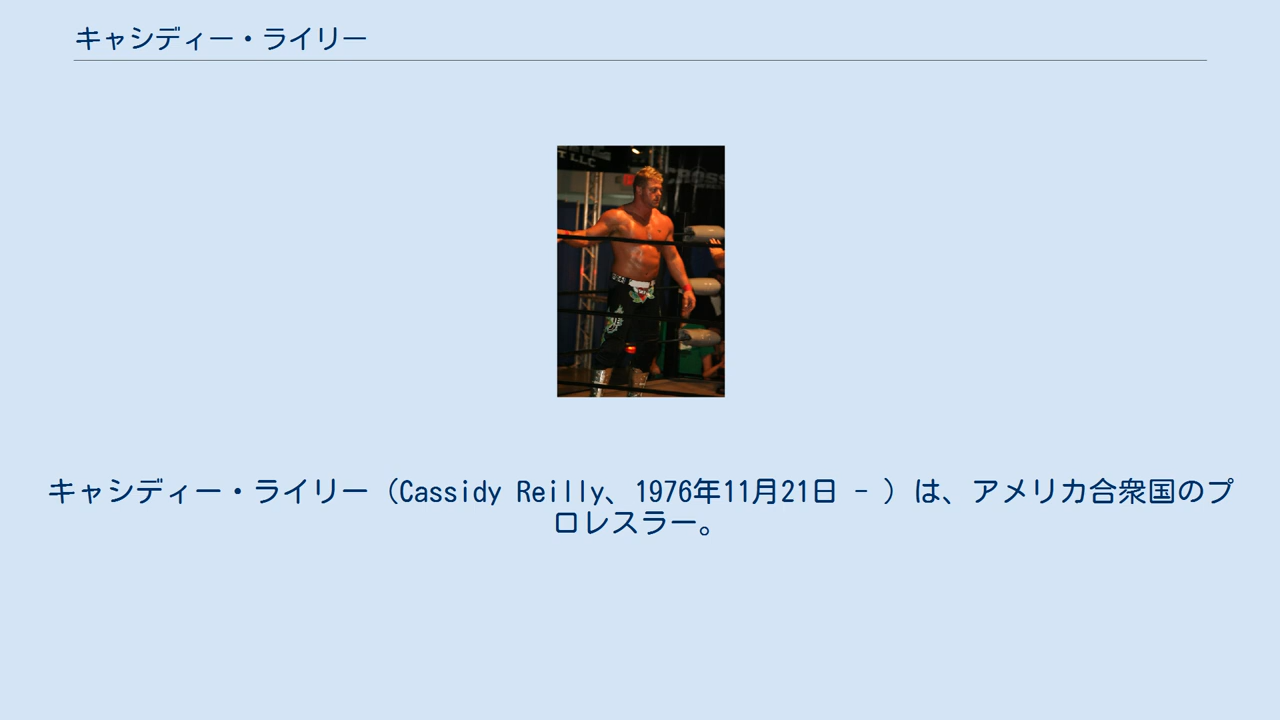 キャシディー・ライリー
T LLC
CROSS
キャシディー・ライリー（Cassidy Reilly、1976年11月21日 - ）は、アメリカ合衆国のプ
ロレスラー。